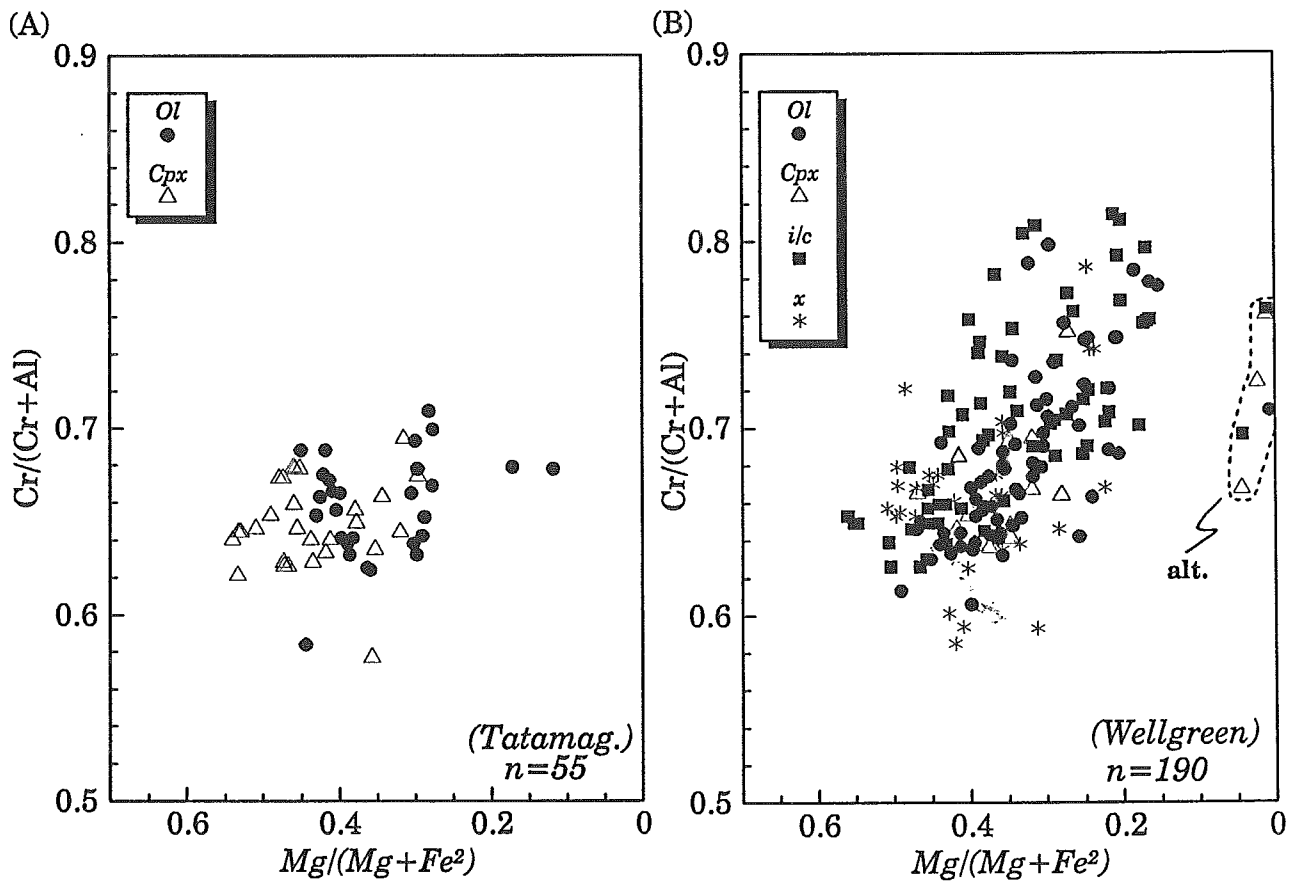 (A)
Cr/(Cr+Al)
0.9
0.8
0.7
0.6
0.5
Ol
Cpx
(Tatamag.)
n=55
0.6
0.4
0.2
0
Mg/(Mg+Fe²)
(B)
Cr/(Cr+Al)
0.9
0.8
0.7
0.6
0.5
Ol
Cpx
i/c
x
alt.
(Wellgreen)
n=190
0.6
0.4
0.2
0
Mg/(Mg+Fe²)